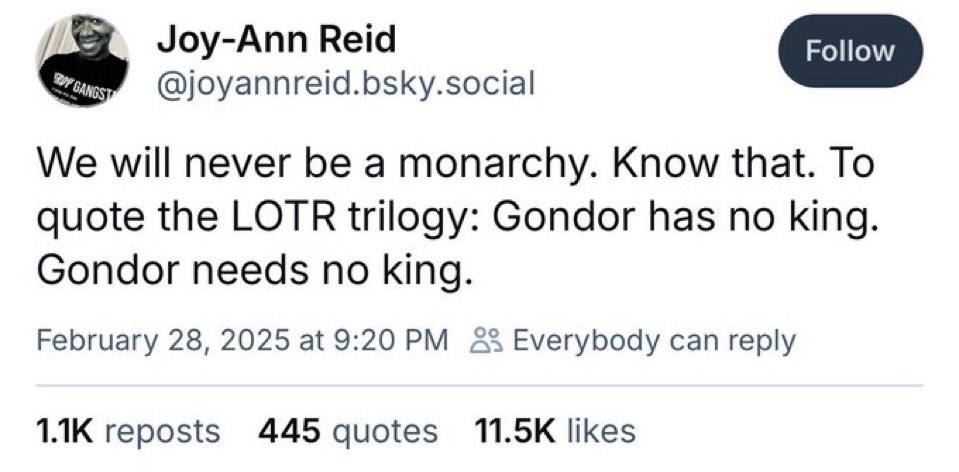 Joy-Ann Reid
Follow
@joyannreid.bsky.social
We will never be a monarchy. Know that. To
quote the LOTR trilogy: Gondor has no king.
Gondor needs no king.
February 28, 2025 at 9:20 PM Everybody can reply
1.1K reposts 445 quotes 11.5K likes